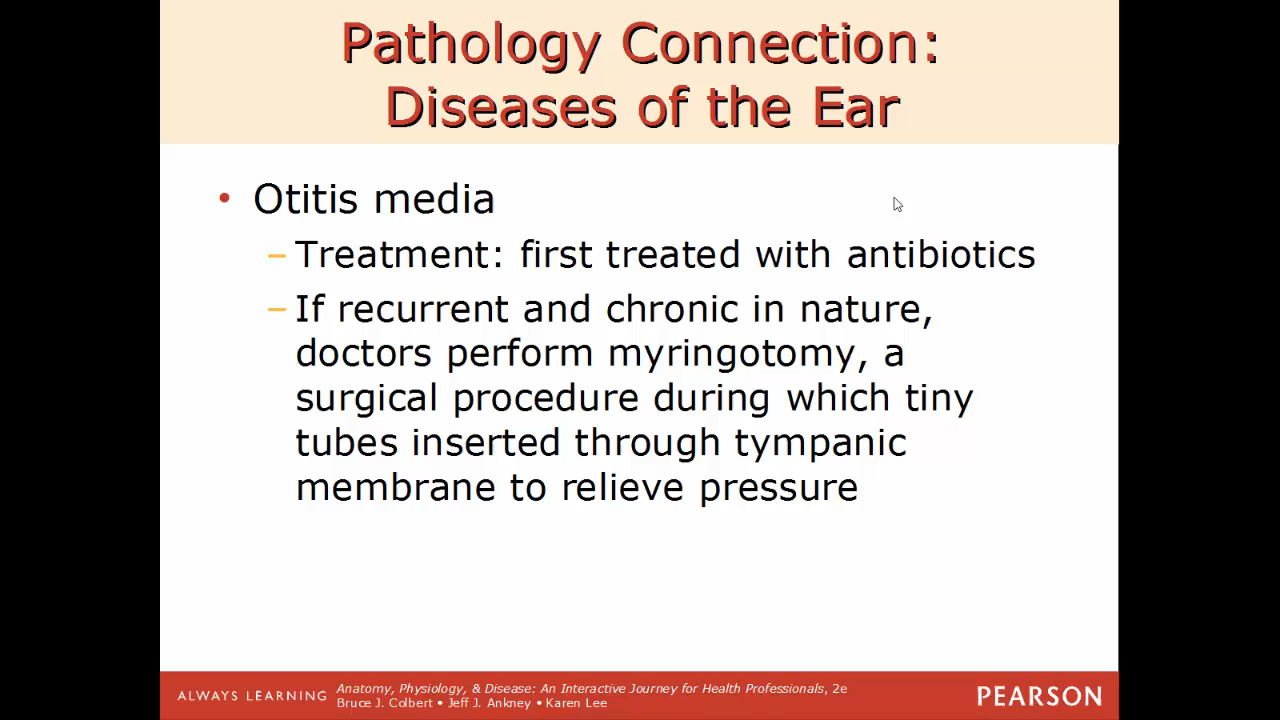 Pathology Connection:
Diseases of the Ear
• Otitis media
– Treatment: first treated with antibiotics
– If recurrent and chronic in nature,
doctors perform myringotomy, a
surgical procedure during which tiny
tubes inserted through tympanic
membrane to relieve pressure
ALWAYS LEARNING
Anatomy, Physiology, & Disease: An Interactive Journey for Health Professionals, 2e
Bruce J. Colbert • Jeff J. Ankney • Karen Lee
PEARSON